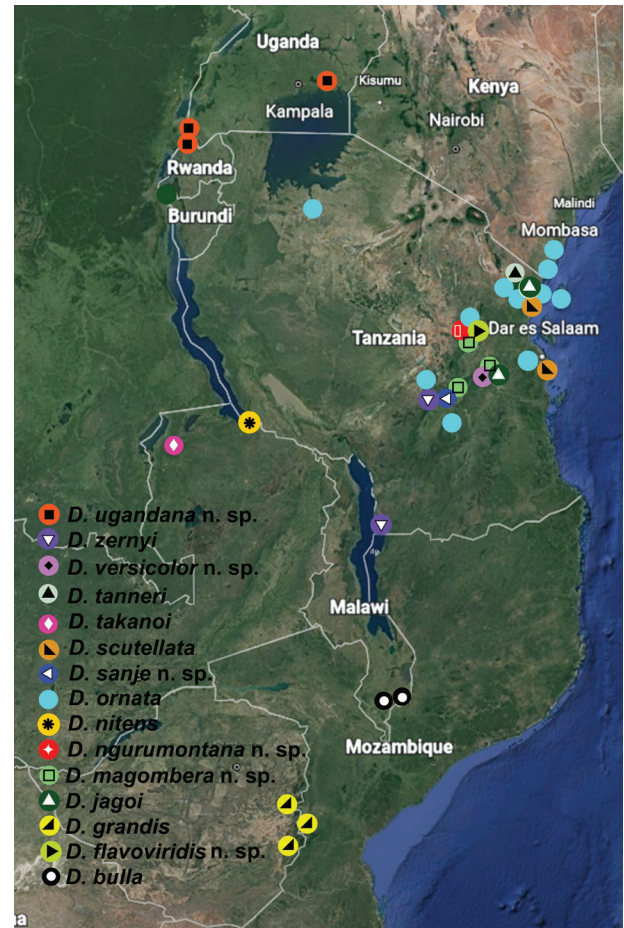 Uganda
Kisumu
Kenya
Kampala
Nairobi
Rwanda
Burundi
Malindi
Mombasa
Tanzania
Dar es Salaam
D. ugandana n. sp.
D. zernyi
D. versicolor n. sp.
D. tanneri
Malawi
D. takanoi
D. scutellata
D. sanje n. sp.
D. ornata
D. nitens
Mozambique
D. ngurumontana n. sp.
D. magombera n. sp.
D. jagoi
D. grandis
D. flavoviridis n. sp.
D. bulla
na